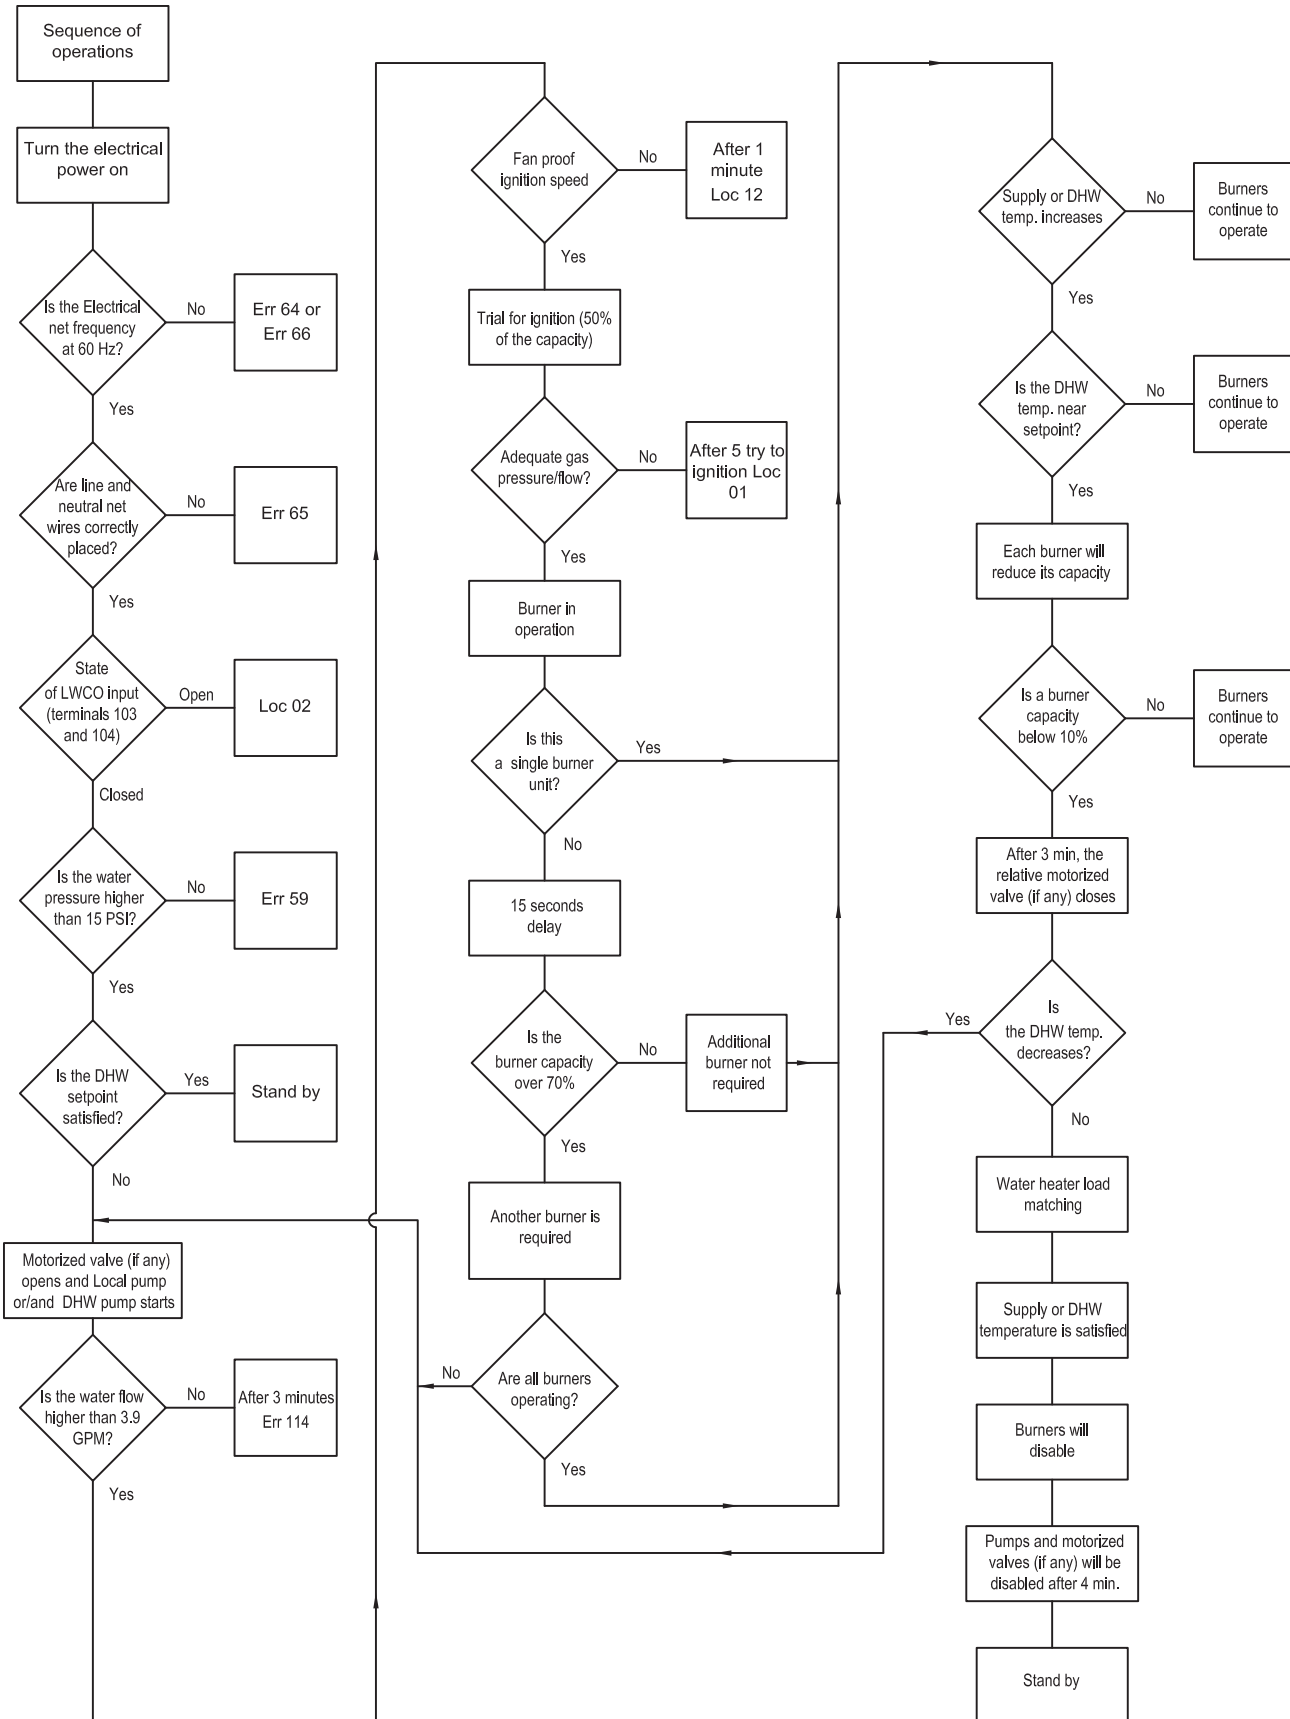 Sequence of
operations
Turn the electrical
power on
Is the Electrical
net frequency
at 60 Hz?
No
Err 64 or
Err 66
Yes
Are line and
neutral net
wires correctly
placed?
No
Err 65
Yes
State
of LWCO input
(terminals 103
and 104)
Open
Loc 02
Closed
Is the water
pressure higher
than 15 PSI?
No
Err 59
Yes
Is the DHW
setpoint
satisfied?
Yes
Stand by
No
Motorized valve (if any)
opens and Local pump
or/and DHW pump starts
Is the water flow
higher than 3.9
GPM?
No
After 3 minutes
Err 114
Yes
Fan proof
ignition speed
No
After 1
minute
Loc 12
Yes
Trial for ignition (50%
of the capacity)
Adequate gas
pressure/flow?
No
After 5 try to
ignition Loc
01
Yes
Burner in
operation
Is this
a single burner
unit?
Yes
No
15 seconds
delay
Is the
burner capacity
over 70%
No
Additional
burner not
required
Yes
Another burner is
required
Are all burners
operating?
No
Yes
Supply or DHW
temp. increases
No
Burners
continue to
operate
Yes
Is the DHW
temp. near
setpoint?
No
Burners
continue to
operate
Yes
Each burner will
reduce its capacity
Is a burner
capacity
below 10%
No
Burners
continue to
operate
Yes
After 3 min, the
relative motorized
valve (if any) closes
Is
the DHW temp.
decreases?
Yes
No
Water heater load
matching
Supply or DHW
temperature is satisfied
Burners will
disable
Pumps and motorized
valves (if any) will be
disabled after 4 min.
Stand by